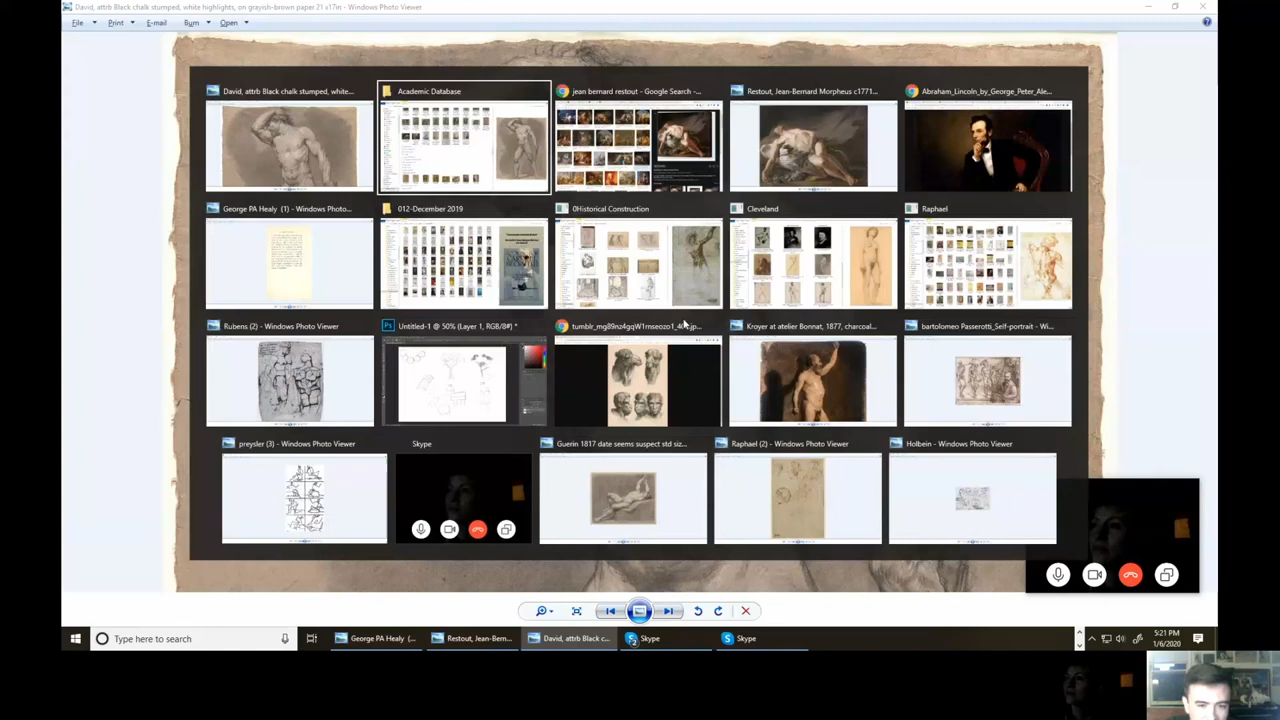 David, attrb Black chalk stumped, white highlights, on grayish-brown paper 21 x17in - Windows Photo Viewer
File Print E-mail Burn Open
David, attrb Black chalk stumped, white...
Academic Database
jean bernard restout - Google Search -...
Restout, Jean-Bernard Morpheus c1771...
Abraham_Lincoln_by_George_Peter_Ale...
George PA Healy (1) - Windows Photo...
012-December 2019
0Historical Construction
Cleveland
Raphael
Rubens (2) - Windows Photo Viewer
Ps Untitled-1 @ 50% (Layer 1, RGB/8#) *
Kroyer at atelier Bonnat, 1877, charcoal...
bartolomeo Passerotti_Self-portrait - Wi...
preysler (3) - Windows Photo Viewer
Skype
Guerin 1817 date seems suspect std siz...
Raphael (2) - Windows Photo Viewer
Holbein - Windows Photo Viewer
Type here to search
George PA Healy (...
Restout, Jean-Bern...
David, attrb Black c...
Skype
Skype
5:21 PM
1/6/2020